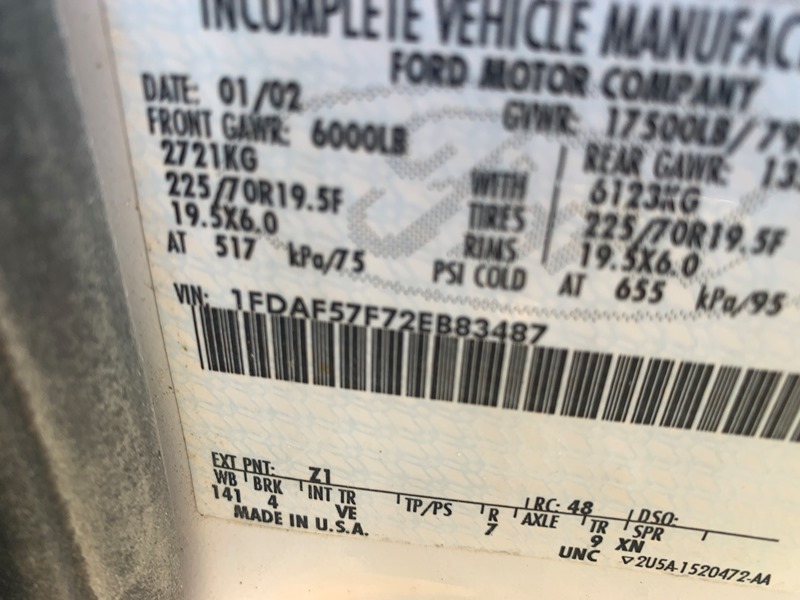 INCOMPLETE VEHICLE MANUFAC
FORD MOTOR COMPANY
DATE: 01/02 GVWR: 17500LB/79
FRONT GAWR: 6000LB REAR GAWR: 13
2721KG WITH 6123KG
225/70R19.5F TIRES 225/70R19.5F
19.5X6.0 RIMS 19.5X6.0
AT 517 kPa/75 PSI COLD AT 655 kPa/95
VIN: 1FDAF57F72EB83487
EXT PNT: Z1 RC: 48 DSO:
WB BRK INT TR TP/PS R AXLE TR SPR
141 4 VE 7 9 XN
MADE IN U.S.A. UNC ▽2U5A-1520472-AA